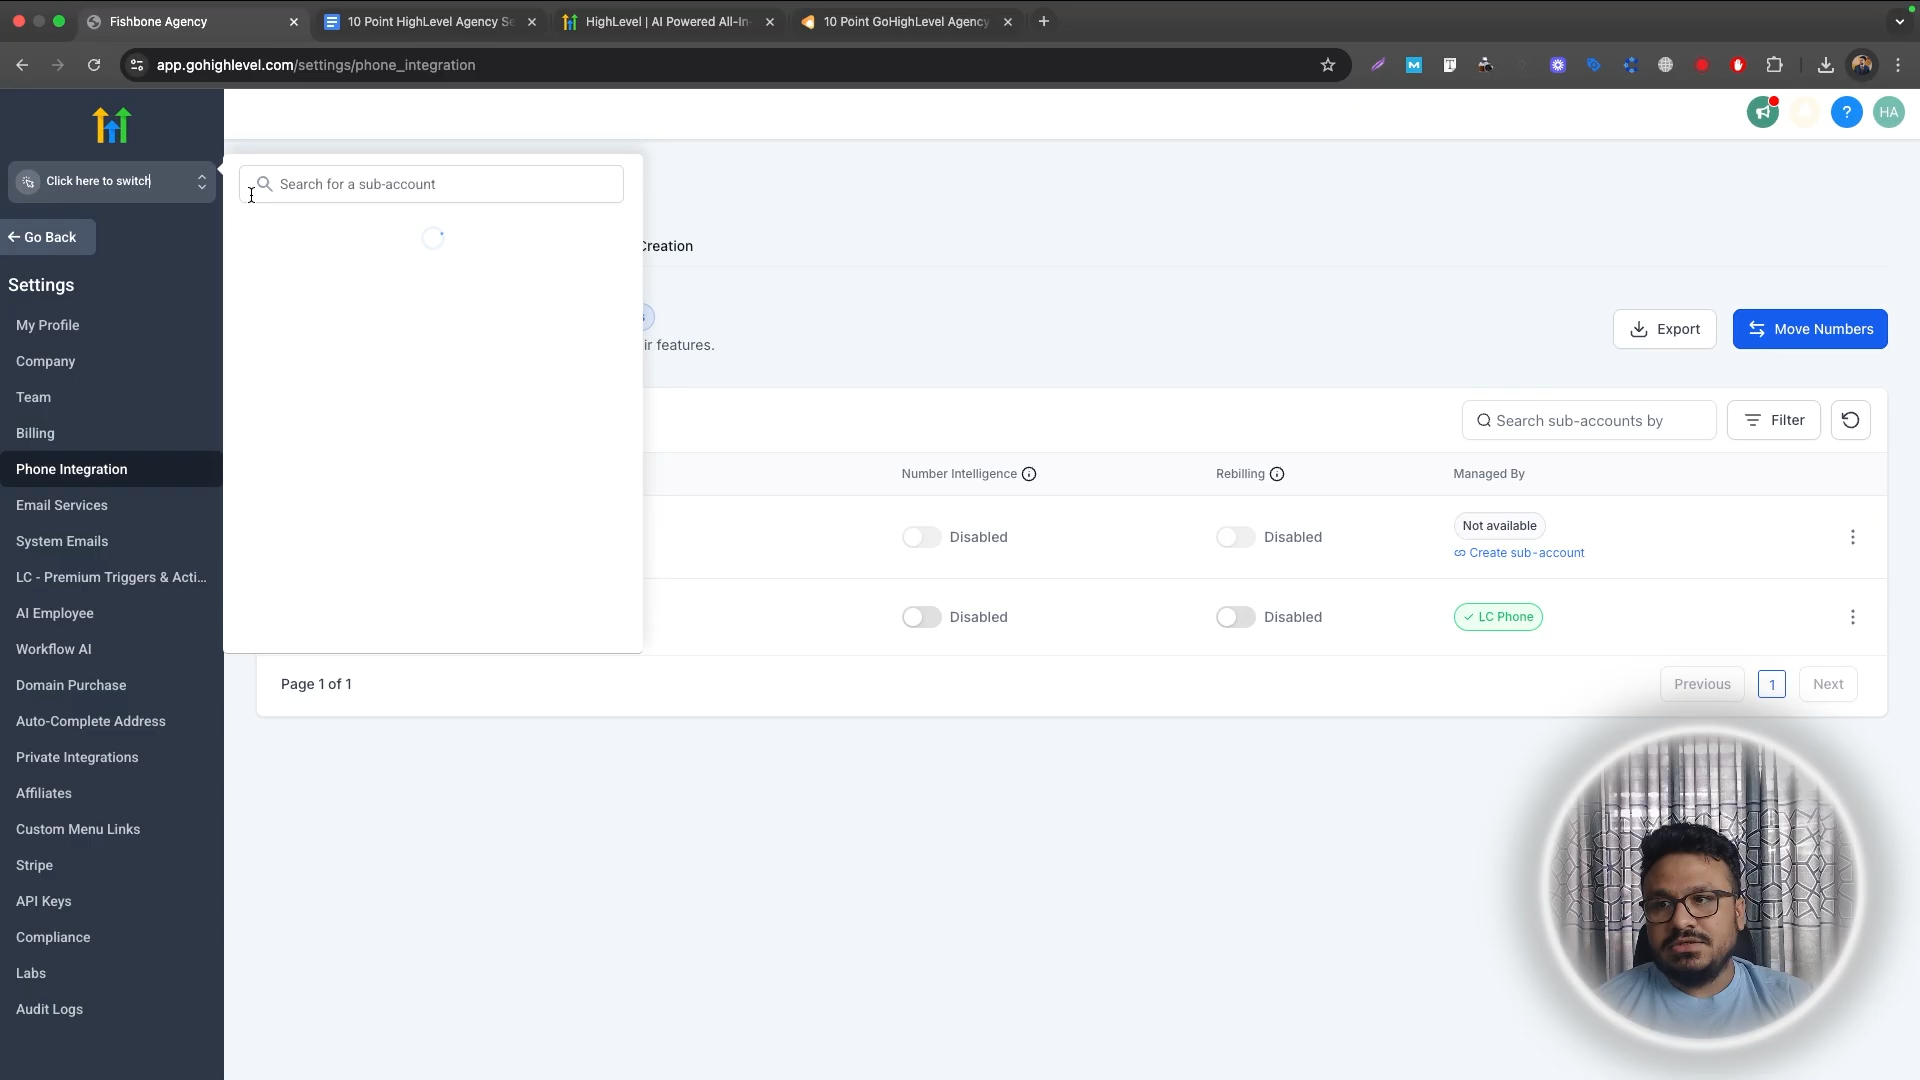 Fishbone Agency
10 Point HighLevel Agency Se
HighLevel | AI Powered All-In-
10 Point GoHighLevel Agency
app.gohighlevel.com/settings/phone_integration
HA
Click here to switch
Search for a sub-account
Go Back
Settings
My Profile
Company
Team
Billing
Phone Integration
Email Services
System Emails
LC - Premium Triggers & Acti...
AI Employee
Workflow AI
Domain Purchase
Auto-Complete Address
Private Integrations
Affiliates
Custom Menu Links
Stripe
API Keys
Compliance
Labs
Audit Logs
Creation
ir features.
Export
Move Numbers
Search sub-accounts by
Filter
Number Intelligence
Rebilling
Managed By
Disabled
Disabled
Not available
Create sub-account
Disabled
Disabled
LC Phone
Page 1 of 1
Previous
1
Next